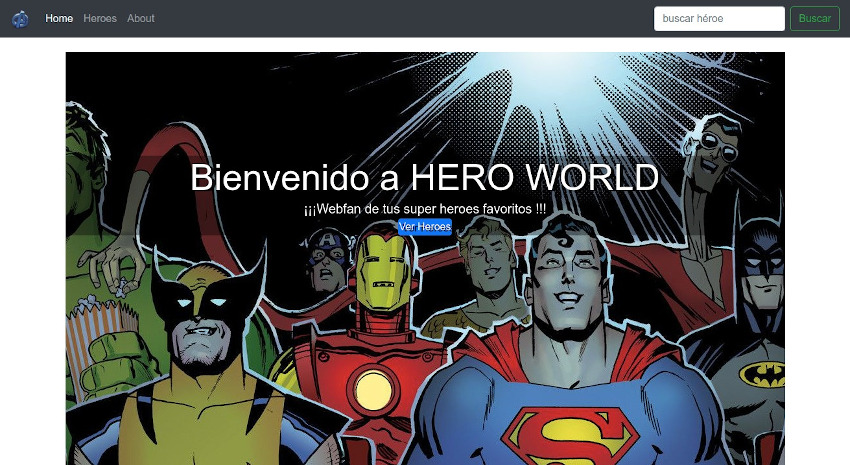 Home Heroes About buscar héroe Buscar
Bienvenido a HERO WORLD
¡¡¡Webfan de tus super heroes favoritos !!!
Ver Heroes
A
S